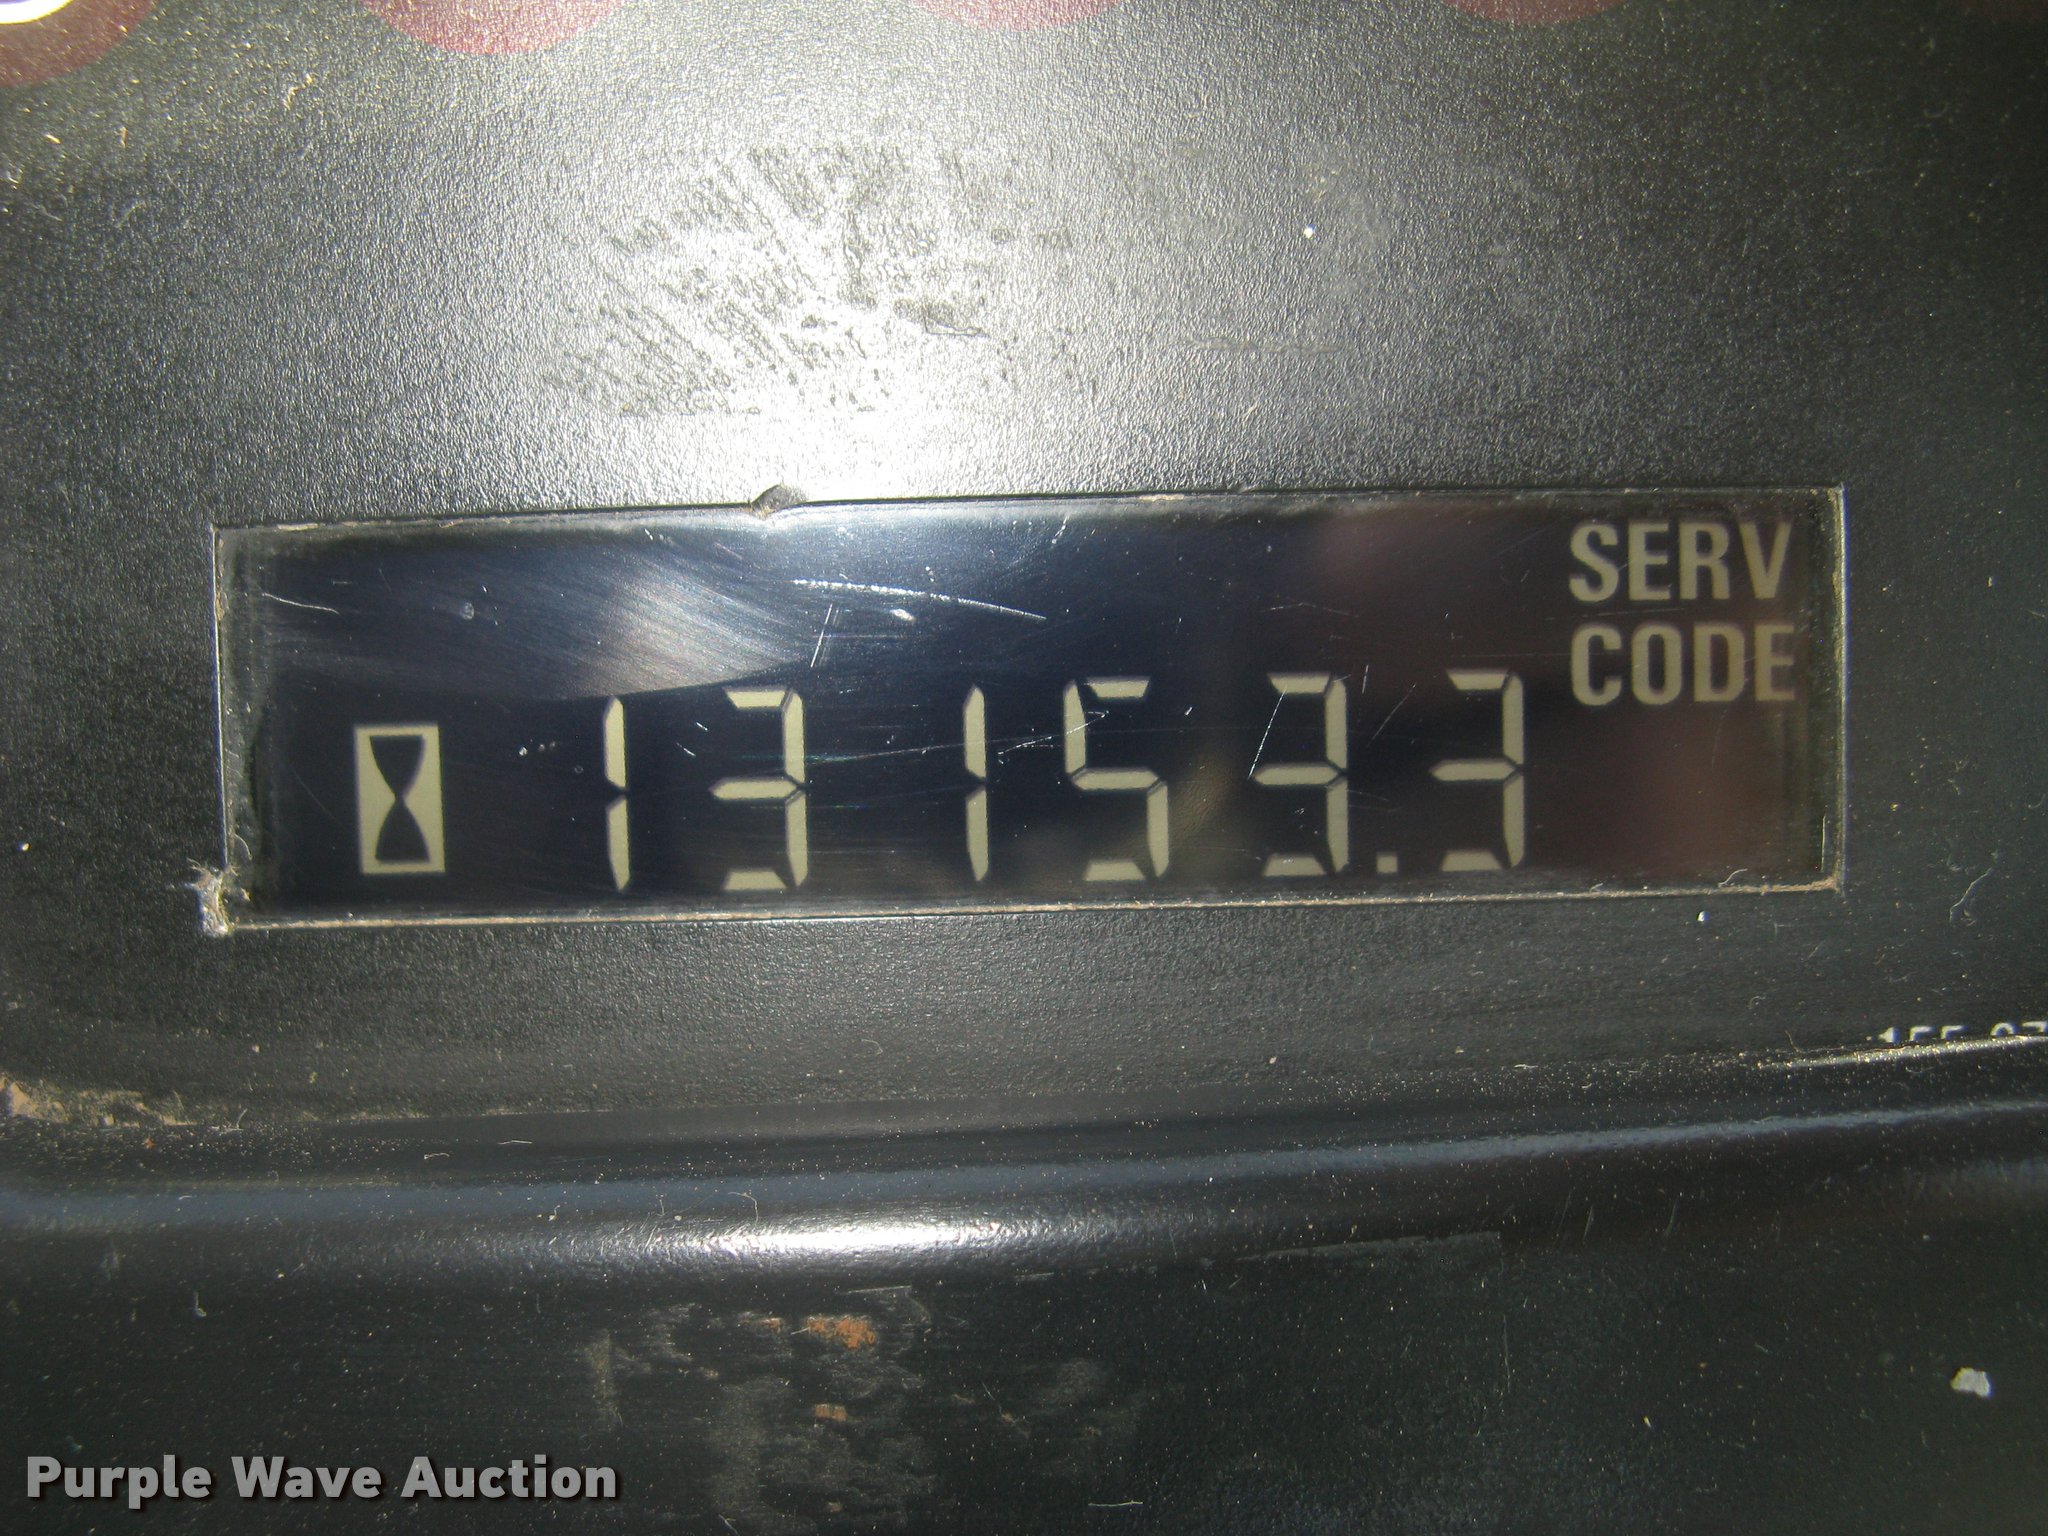 SERV
CODE
13153.3
Purple Wave Auction